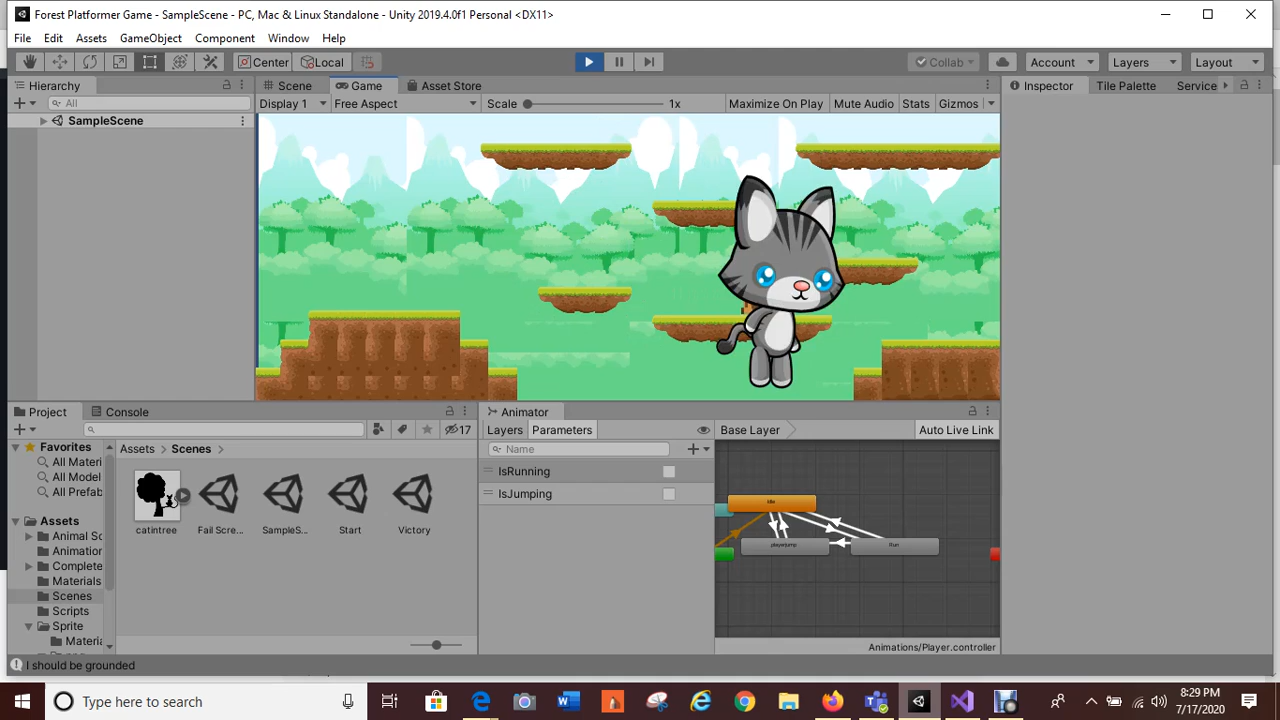 Forest Platformer Game - SampleScene - PC, Mac & Linux Standalone - Unity 2019.4.0f1 Personal <DX11>
File Edit Assets GameObject Component Window Help
Center Local Collab Account Layers Layout
Hierarchy Scene Game Asset Store Inspector Tile Palette Service
All Display 1 Free Aspect Scale 1x Maximize On Play Mute Audio Stats Gizmos
SampleScene
Project Console Animator
17 Layers Parameters Base Layer Auto Live Link
Favorites Assets Scenes Name
All Materi
All Model
All Prefab
IsRunning
IsJumping
Idle
Assets
Animal Sc
Animation
Complete
Materials
Scenes
Scripts
Sprite
Materia
catintree Fail Scre... SampleS... Start Victory
playerjump Run
Animations/Player.controller
I should be grounded
Type here to search
8:29 PM
7/17/2020